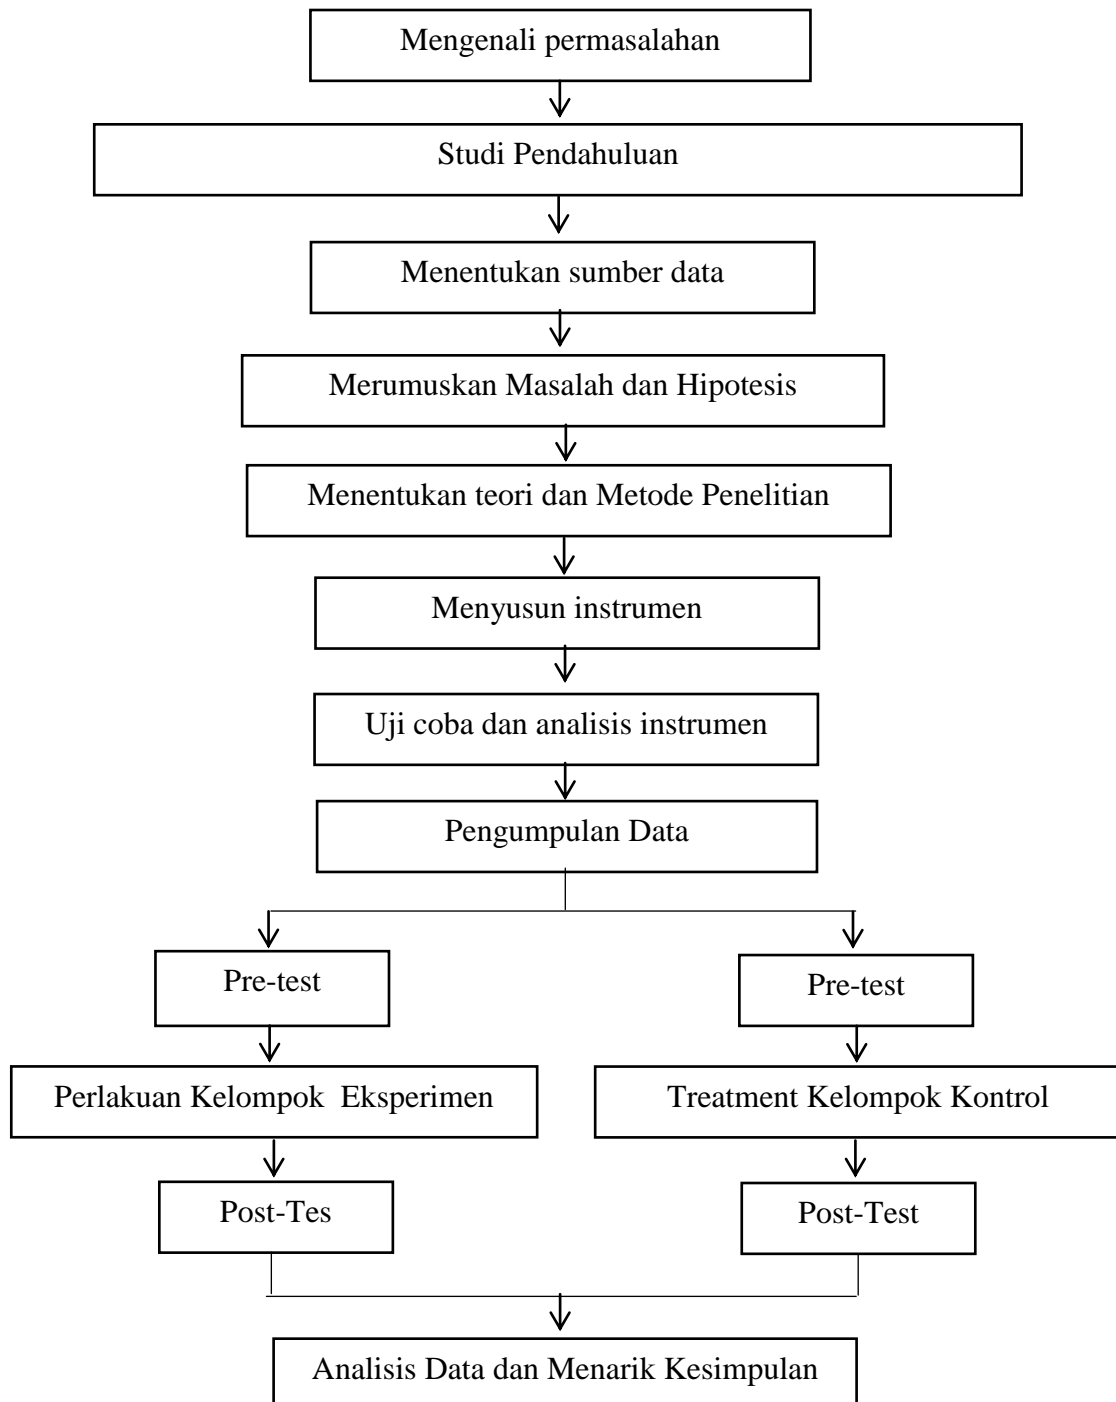 Mengenali permasalahan
Studi Pendahuluan
Menentukan sumber data
Merumuskan Masalah dan Hipotesis
Menentukan teori dan Metode Penelitian
Menyusun instrumen
Uji coba dan analisis instrumen
Pengumpulan Data
Pre-test
Pre-test
Perlakuan Kelompok Eksperimen
Treatment Kelompok Kontrol
Post-Tes
Post-Test
Analisis Data dan Menarik Kesimpulan